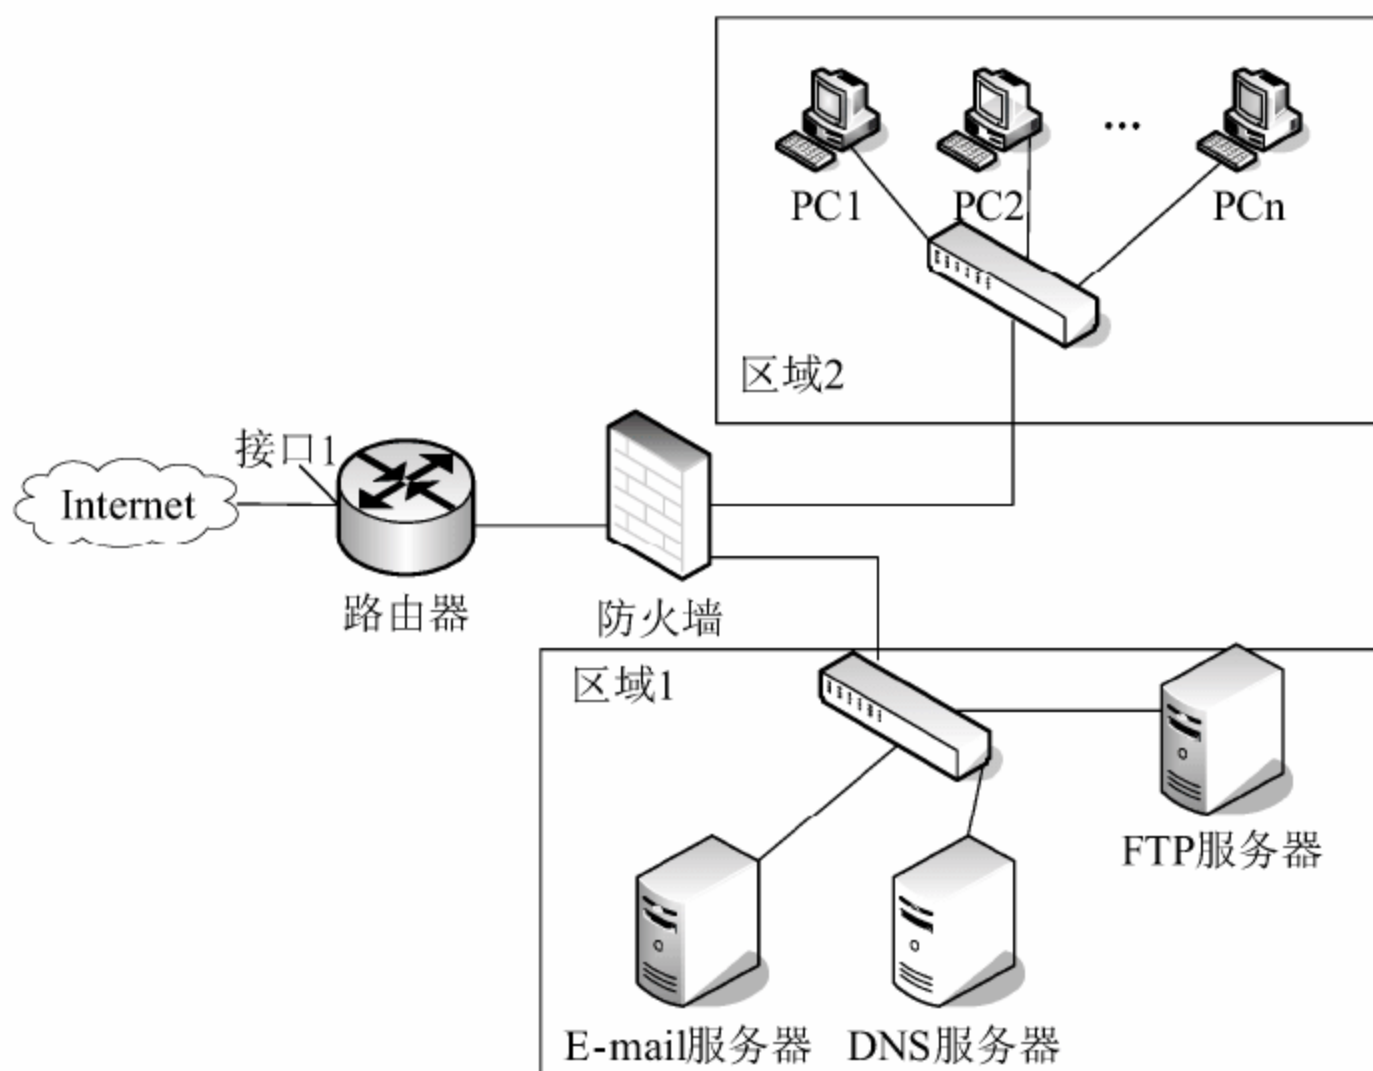 PC1
PC2
...
PCn
区域2
接口1
Internet
路由器
防火墙
区域1
FTP服务器
E-mail服务器
DNS服务器